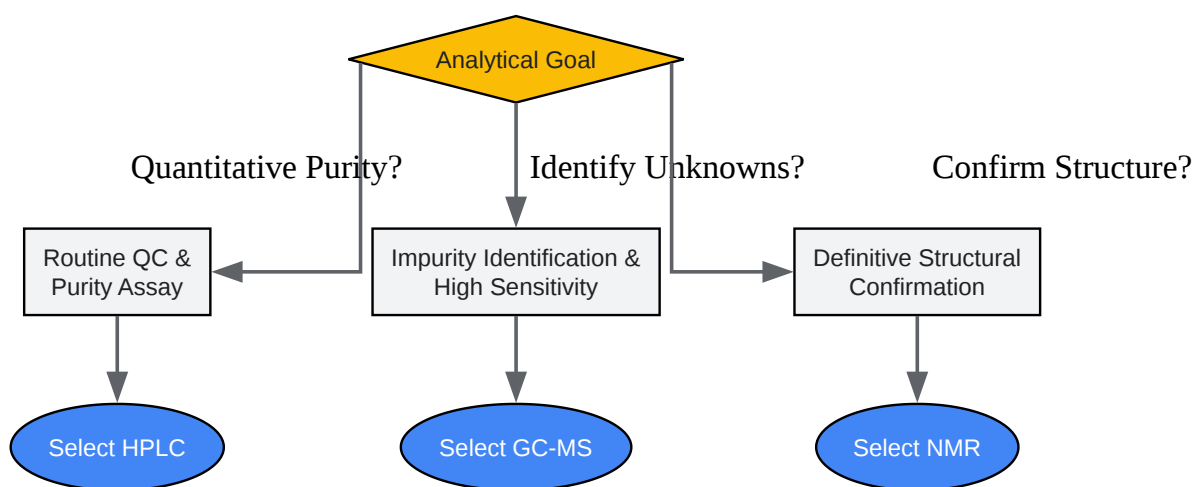 Analytical Goal
Quantitative Purity?
Identify Unknowns?
Confirm Structure?
Routine QC &
Purity Assay
Impurity Identification &
High Sensitivity
Definitive Structural
Confirmation
Select HPLC
Select GC-MS
Select NMR